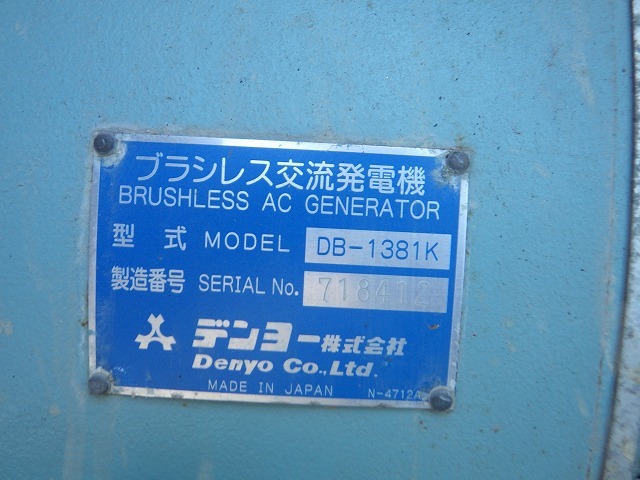 ブラシレス交流発電機
BRUSHLESS AC GENERATOR
型式 MODEL DB-1381K
製造番号 SERIAL No. 718412
デンヨー株式会社
Denyo Co.,Ltd.
MADE IN JAPAN N-4712A